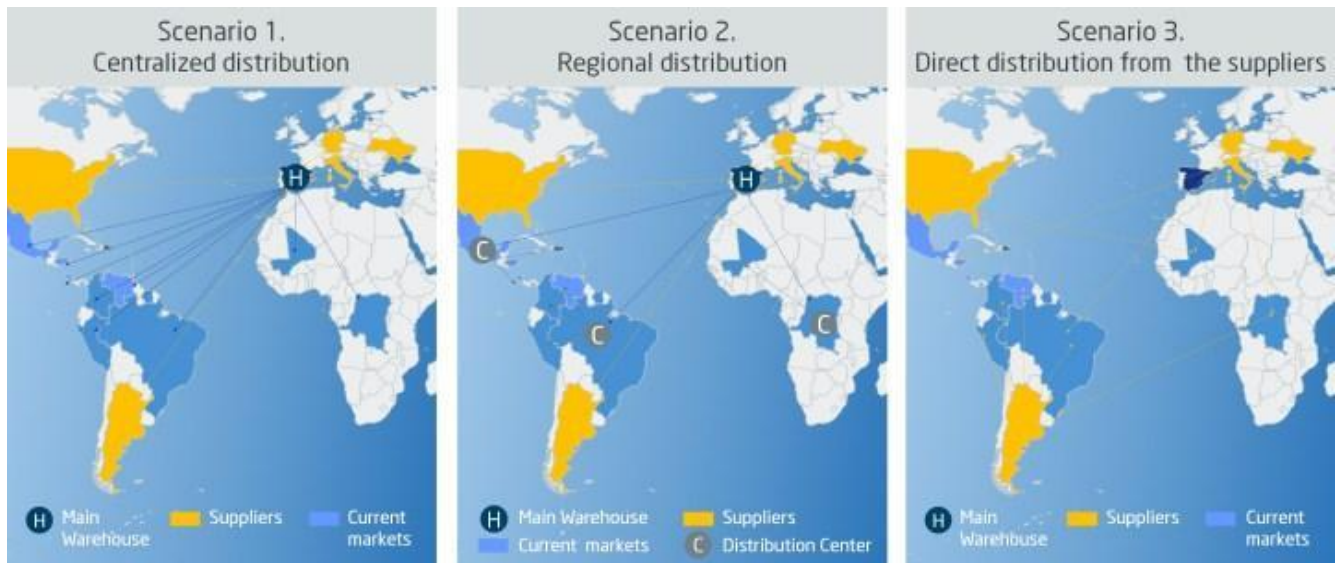 Scenario 1.
Centralized distribution
H
H Main
Warehouse
Suppliers
Current
markets
Scenario 2.
Regional distribution
H
C
C
C
H Main Warehouse
Suppliers
Current markets
C Distribution Center
Scenario 3.
Direct distribution from the suppliers
H Main
Warehbuse
Suppliers
Current
markets